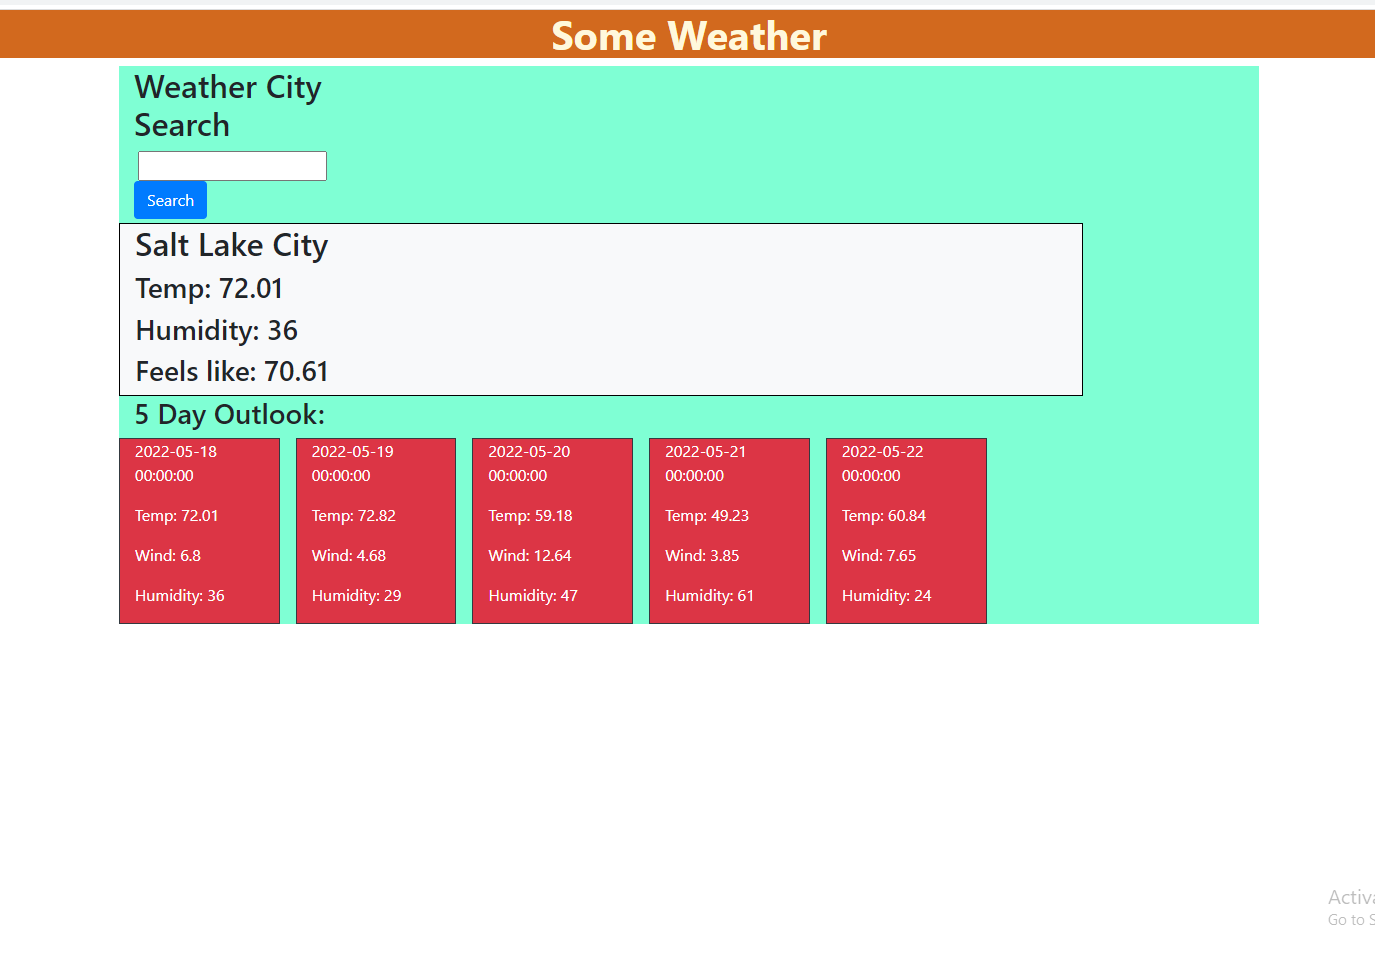 Some Weather
Weather City
Search
Search
Salt Lake City
Temp: 72.01
Humidity: 36
Feels like: 70.61
5 Day Outlook:
2022-05-18
00:00:00
Temp: 72.01
Wind: 6.8
Humidity: 36
2022-05-19
00:00:00
Temp: 72.82
Wind: 4.68
Humidity: 29
2022-05-20
00:00:00
Temp: 59.18
Wind: 12.64
Humidity: 47
2022-05-21
00:00:00
Temp: 49.23
Wind: 3.85
Humidity: 61
2022-05-22
00:00:00
Temp: 60.84
Wind: 7.65
Humidity: 24
Go to